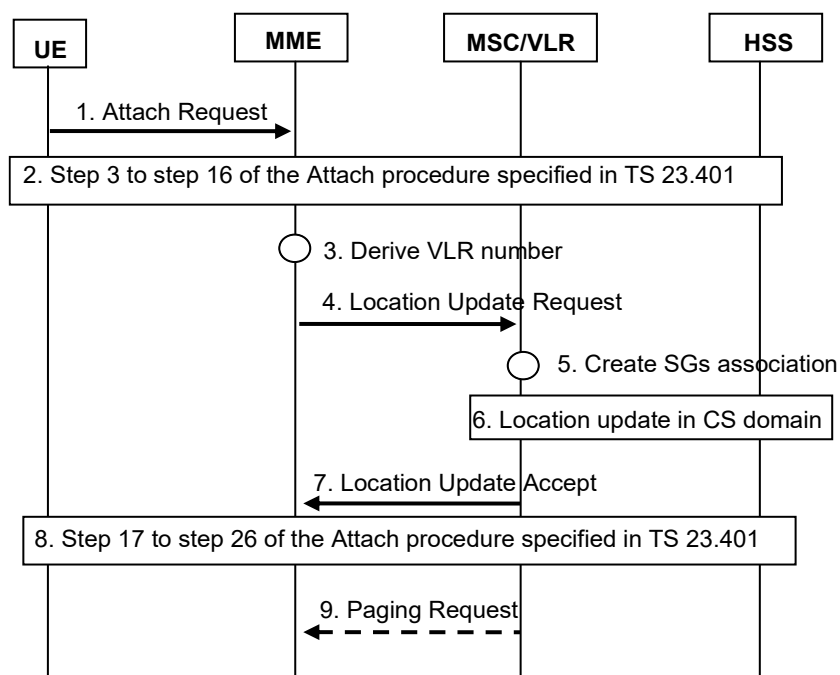 UE
MME
MSC/VLR
HSS
1. Attach Request
2. Step 3 to step 16 of the Attach procedure specified in TS 23.401
3. Derive VLR number
4. Location Update Request
5. Create SGs association
6. Location update in CS domain
7. Location Update Accept
8. Step 17 to step 26 of the Attach procedure specified in TS 23.401
9. Paging Request